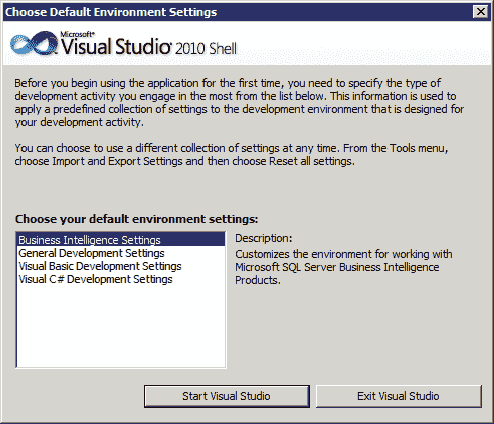 Choose Default Environment Settings
Microsoft®
Visual Studio® 2010 Shell
Before you begin using the application for the first time, you need to specify the type of
development activity you engage in the most from the list below. This information is used to
apply a predefined collection of settings to the development environment that is designed for
your development activity.
You can choose to use a different collection of settings at any time. From the Tools menu,
choose Import and Export Settings and then choose Reset all settings.
Choose your default environment settings:
Business Intelligence Settings
General Development Settings
Visual Basic Development Settings
Visual C# Development Settings
Description:
Customizes the environment for working with
Microsoft SQL Server Business Intelligence
Products.
Start Visual Studio
Exit Visual Studio